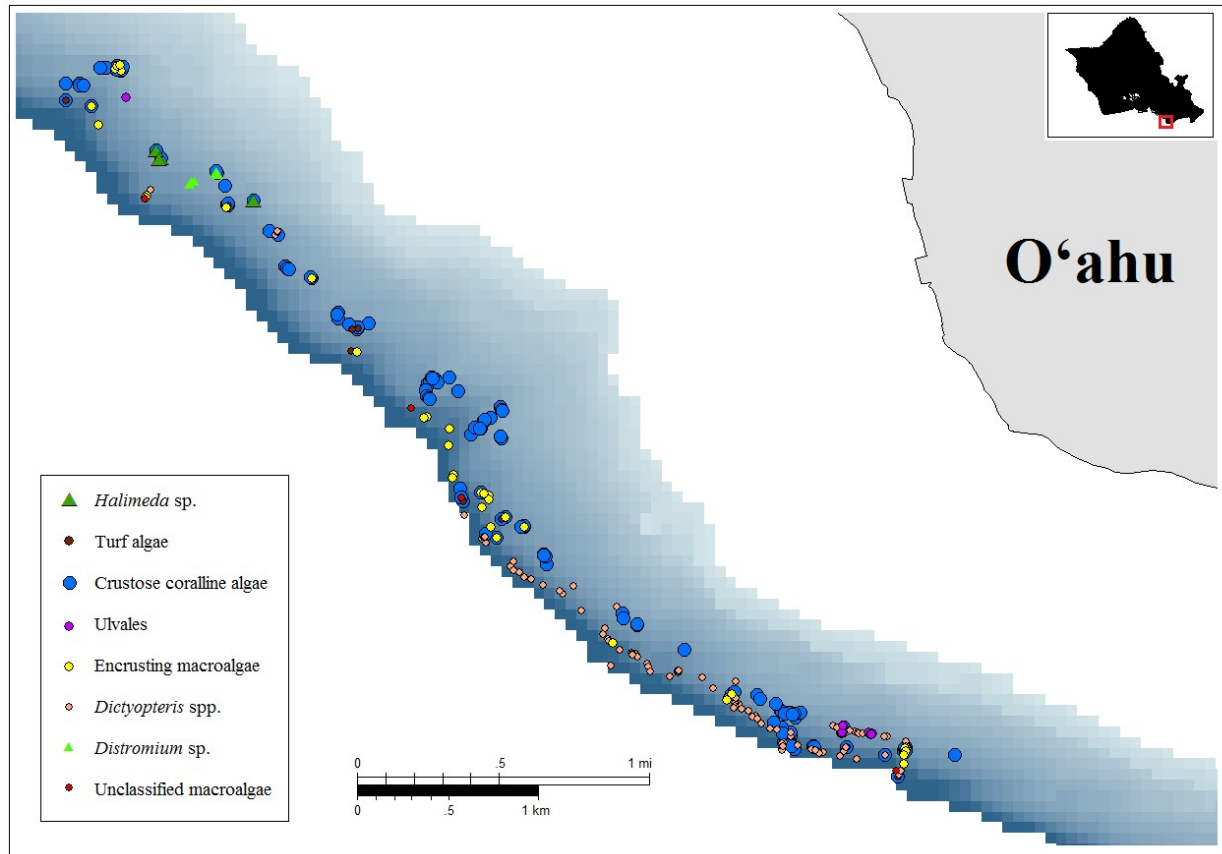 Oʻahu
Halimeda sp.
Turf algae
Crustose coralline algae
Ulvales
Encrusting macroalgae
Dictyopteris spp.
Distromium sp.
Unclassified macroalgae
0 .5 1 mi
0 .5 1 km